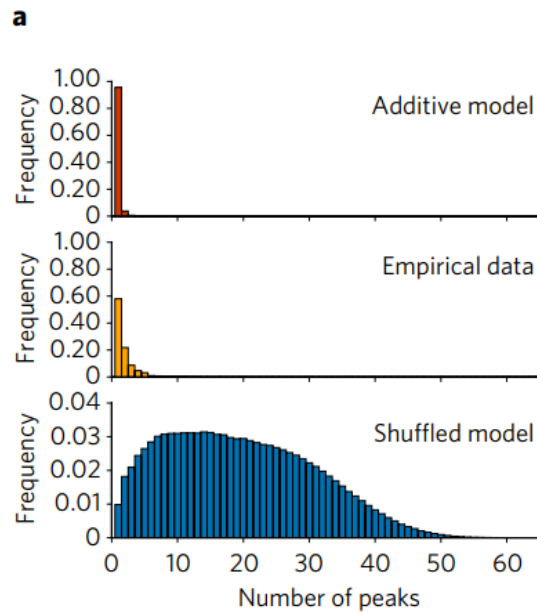 a
1.00
0.80
0.60
0.40
0.20
0
Frequency
Additive model
1.00
0.80
0.60
0.40
0.20
0
Frequency
Empirical data
0.04
0.03
0.02
0.01
0
Frequency
Shuffled model
0 10 20 30 40 50 60
Number of peaks